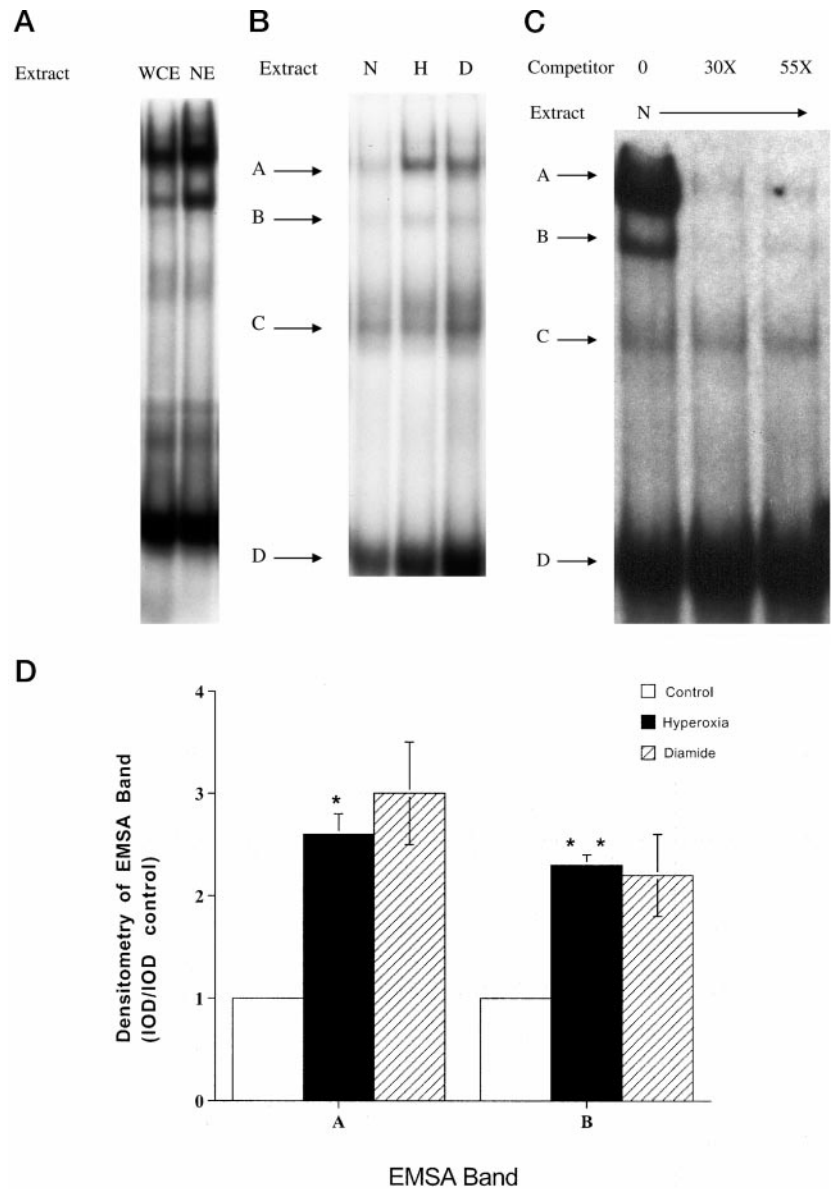 A
Extract WCE NE
B
Extract N H D
A
B
C
D
C
Competitor 0 30X 55X
Extract N
A
B
C
D
D
Densitometry of EMSA Band
(IOD/IOD control)
4
3
2
1
0
*
* *
Control
Hyperoxia
Diamide
A B
EMSA Band